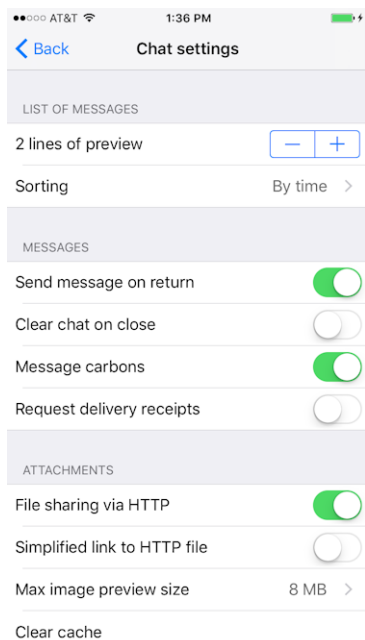 AT&T 1:36 PM
Back Chat settings
LIST OF MESSAGES
2 lines of preview − +
Sorting By time
MESSAGES
Send message on return
Clear chat on close
Message carbons
Request delivery receipts
ATTACHMENTS
File sharing via HTTP
Simplified link to HTTP file
Max image preview size 8 MB
Clear cache